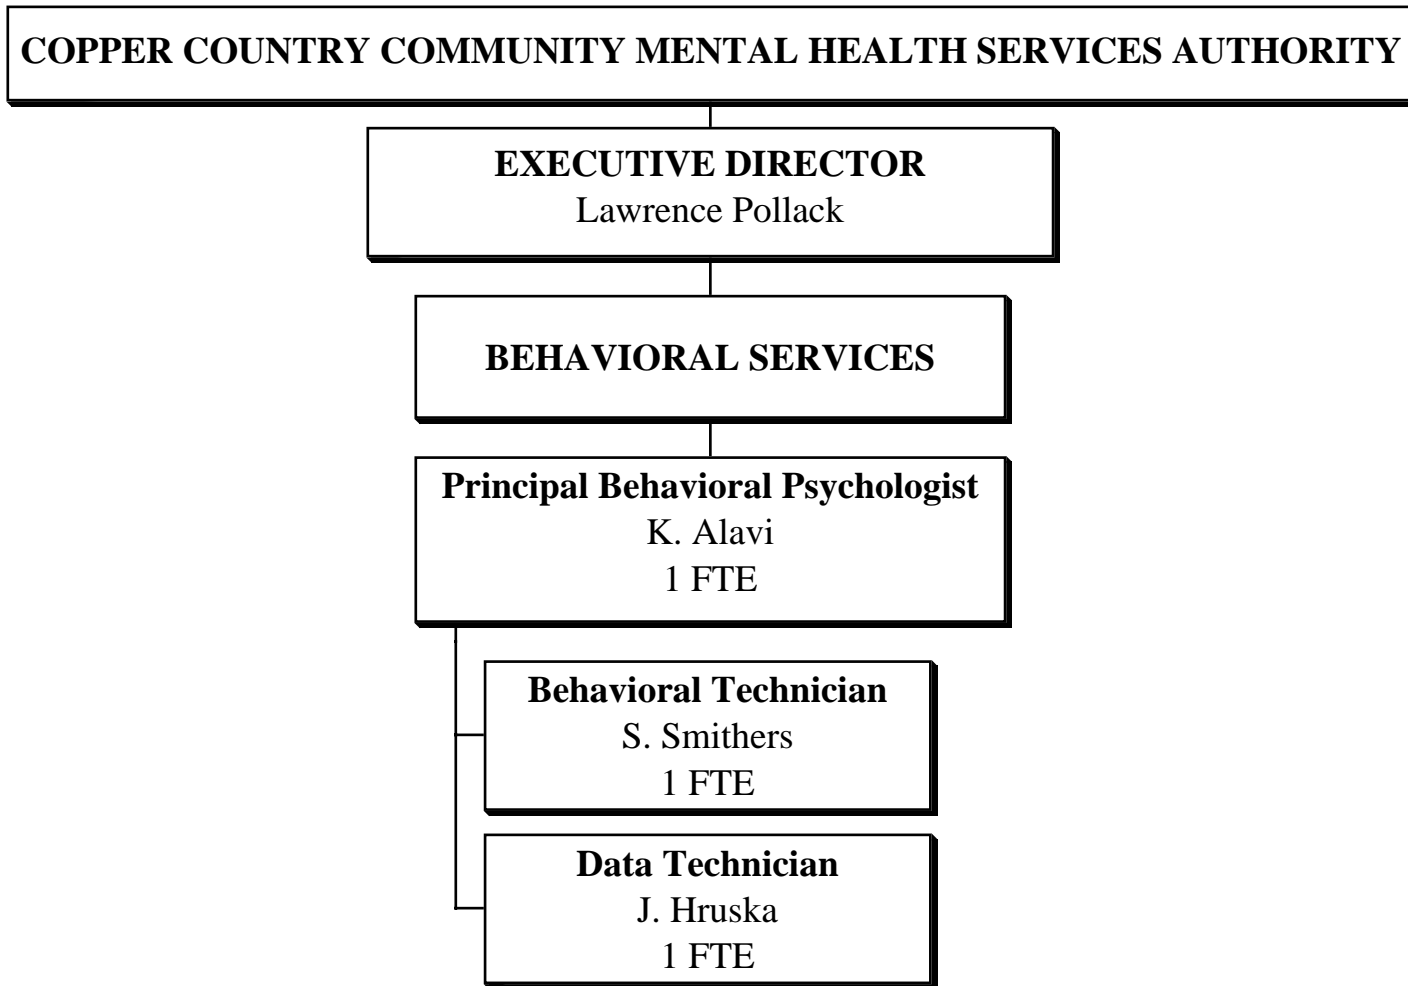 COPPER COUNTRY COMMUNITY MENTAL HEALTH SERVICES AUTHORITY
EXECUTIVE DIRECTOR
Lawrence Pollack
BEHAVIORAL SERVICES
Principal Behavioral Psychologist
K. Alavi
1 FTE
Behavioral Technician
S. Smithers
1 FTE
Data Technician
J. Hruska
1 FTE